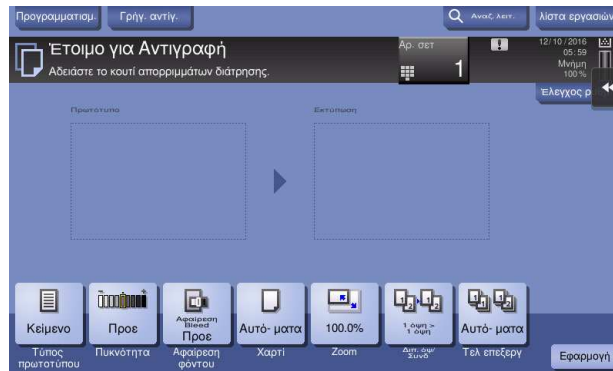 Προγραμματισμ. Γρήγ. αντίγ. Αναζ. λειτ. λίστα εργασιών
Έτοιμο για Αντιγραφή
Αδειάστε το κουτί απορριμμάτων διάτρησης.
Αρ. σετ
1
12/10/2016
05:59
Μνήμη
100%
Έλεγχος ρ
Πρωτότυπο Εκτύπωση
Κείμενο
Τύπος
πρωτοτύπου
Προε
Πυκνότητα
Αφαίρεση
Bleed
Προε
Αφαίρεση
φόντου
Αυτό- ματα
Χαρτί
100.0%
Zoom
1 όψη >
1 όψη
Διπ. όψ/
Συνδ
Αυτό- ματα
Τελ επεξεργ
Εφαρμογή